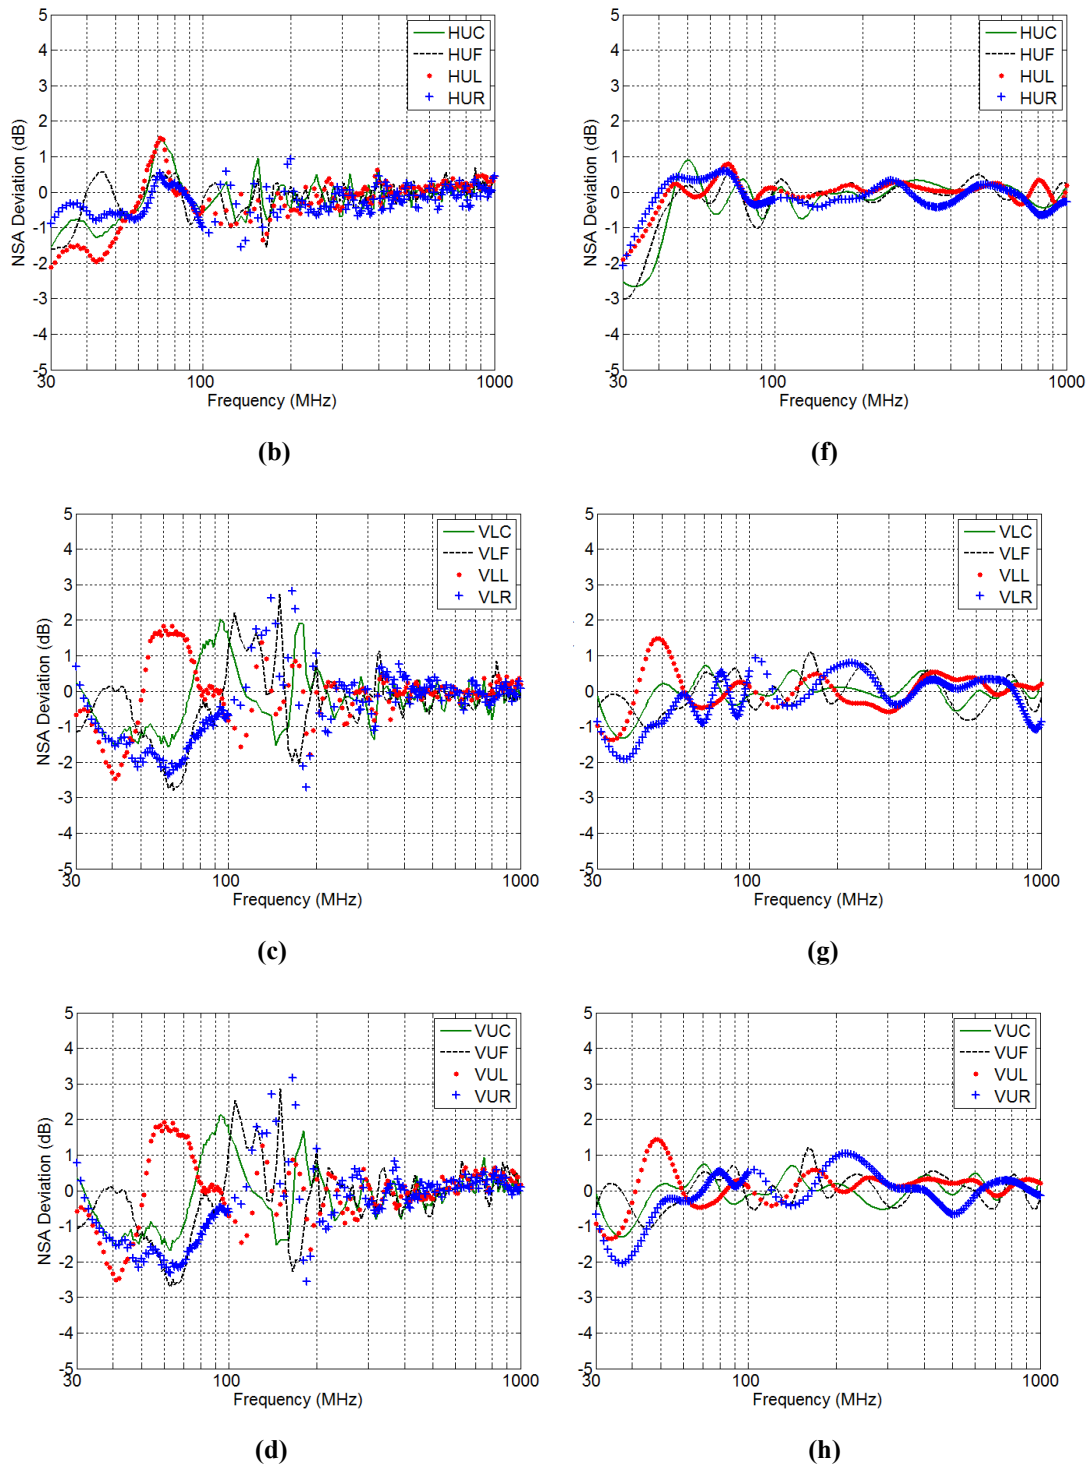 5
4
3
2
1
0
-1
-2
-3
-4
-5
NSA Deviation (dB)
HUC
HUF
HUL
HUR
30
100
1000
Frequency (MHz)
(b)
5
4
3
2
1
0
-1
-2
-3
-4
-5
NSA Deviation (dB)
HUC
HUF
HUL
HUR
30
100
1000
Frequency (MHz)
(f)
5
4
3
2
1
0
-1
-2
-3
-4
-5
NSA Deviation (dB)
VLC
VLF
VLL
VLR
30
100
1000
Frequency (MHz)
(c)
5
4
3
2
1
0
-1
-2
-3
-4
-5
NSA Deviation (dB)
VLC
VLF
VLL
VLR
30
100
1000
Frequency (MHz)
(g)
5
4
3
2
1
0
-1
-2
-3
-4
-5
NSA Deviation (dB)
VUC
VUF
VUL
VUR
30
100
1000
Frequency (MHz)
(d)
5
4
3
2
1
0
-1
-2
-3
-4
-5
NSA Deviation (dB)
VUC
VUF
VUL
VUR
30
100
1000
Frequency (MHz)
(h)